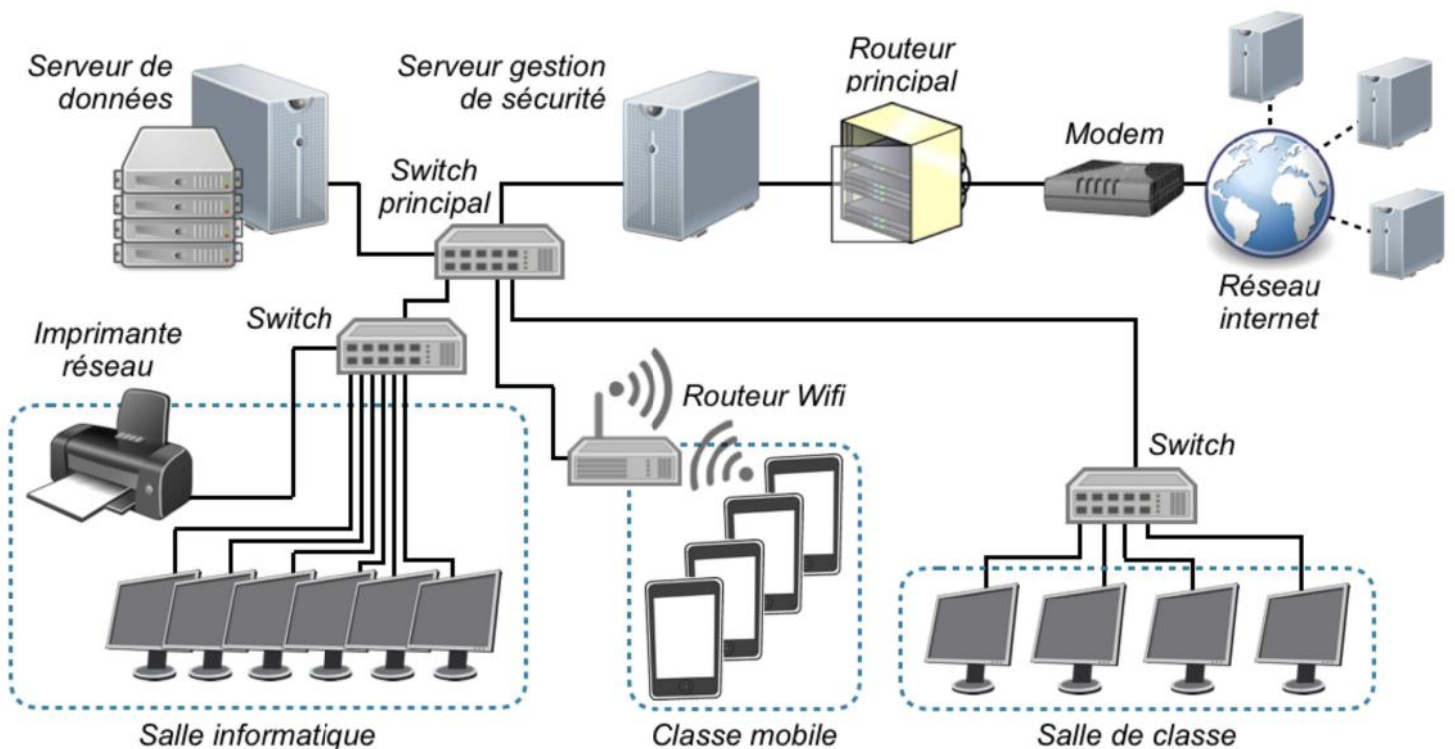 Serveur de
données
Serveur gestion
de sécurité
Routeur
principal
Modem
Switch
principal
Réseau
internet
Imprimante
réseau
Switch
Routeur Wifi
Switch
Salle informatique
Classe mobile
Salle de classe